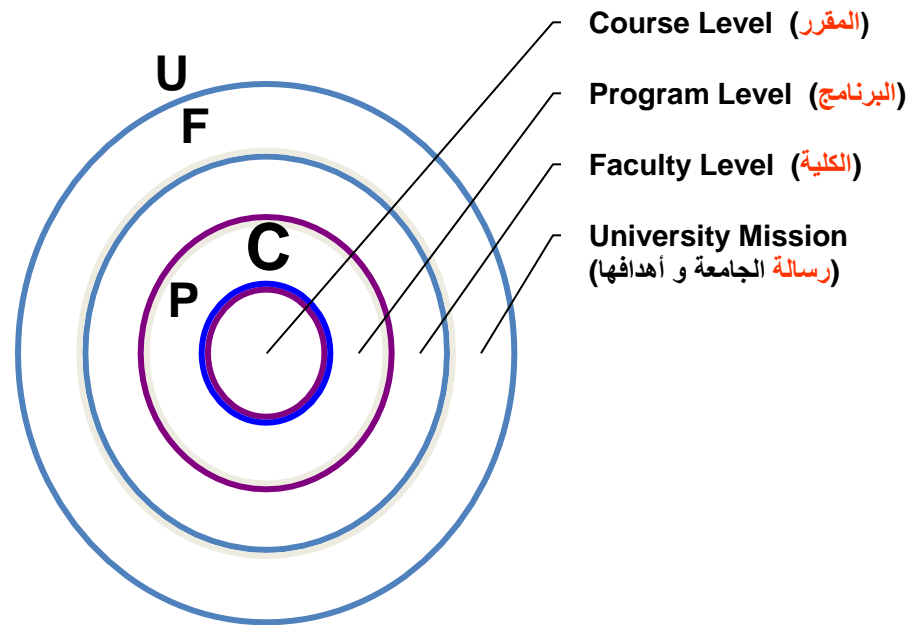 U
F
C
P
Course Level (المقرر)
Program Level (البرنامج)
Faculty Level (الكلية)
University Mission
(رسالة الجامعة و أهدافها)